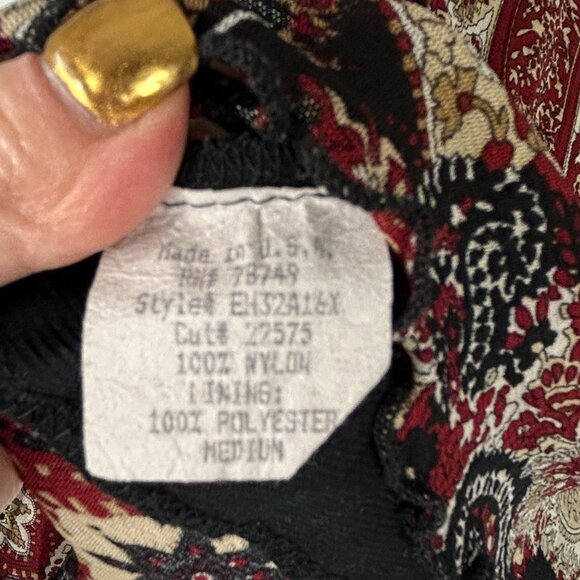 Made in U.S.A.
RN# 78749
Style# EH32A16X
Cut# 22575
100% NYLON
LINING:
100% POLYESTER
MEDIUM